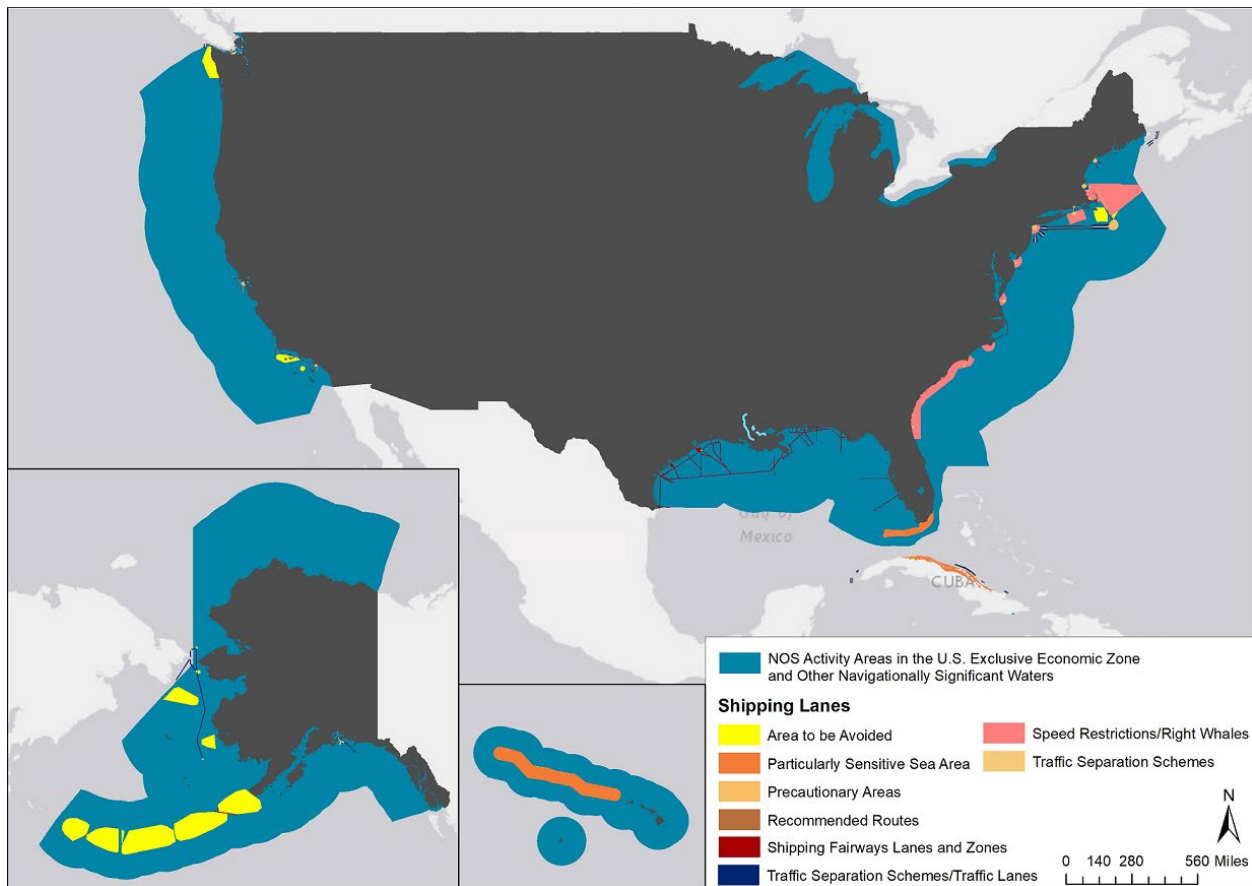 Gulf of
Mexico
CUBA
NOS Activity Areas in the U.S. Exclusive Economic Zone
and Other Navigationally Significant Waters
Shipping Lanes
Area to be Avoided
Particularly Sensitive Sea Area
Precautionary Areas
Recommended Routes
Shipping Fairways Lanes and Zones
Traffic Separation Schemes/Traffic Lanes
Speed Restrictions/Right Whales
Traffic Separation Schemes
N
0 140 280 560 Miles